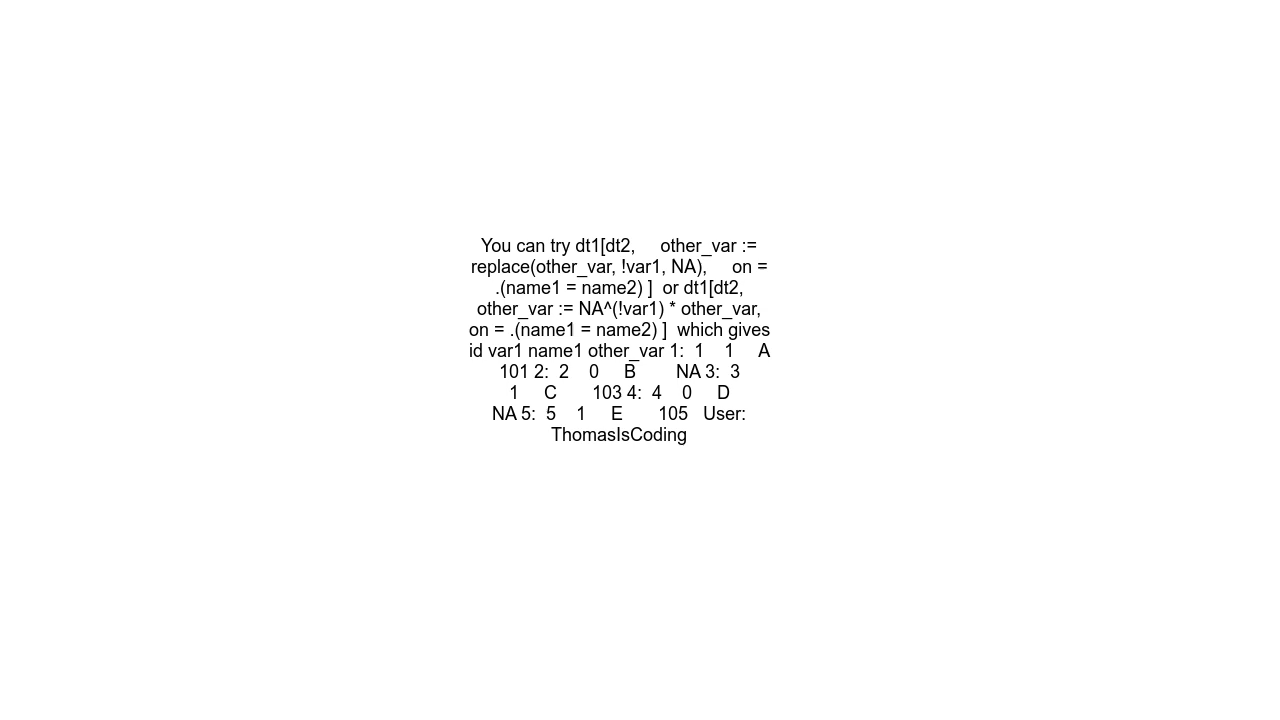 You can try dt1[dt2,     other_var :=
replace(other_var, !var1, NA),     on =
.(name1 = name2) ]  or dt1[dt2,
other_var := NA^(!var1) * other_var,
on = .(name1 = name2) ]  which gives
id var1 name1 other_var 1:  1    1     A
101 2:  2    0     B        NA 3:  3
1     C       103 4:  4    0     D
NA 5:  5    1     E       105   User:
ThomasIsCoding